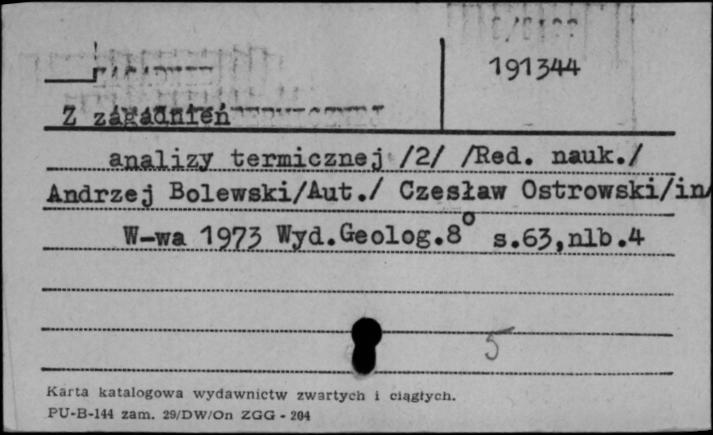 191344
Z zagadnień
analizy termicznej /2/ /Red. nauk./
Andrzej Bolewski/Aut./ Czesław Ostrowski/in
W-wa 1973 Wyd.Geolog.8° s.63,nlb.4
5
Karta katalogowa wydawnictw zwartych i ciągłych.
PU-B-144 zam. 29/DW/On ZGG - 204